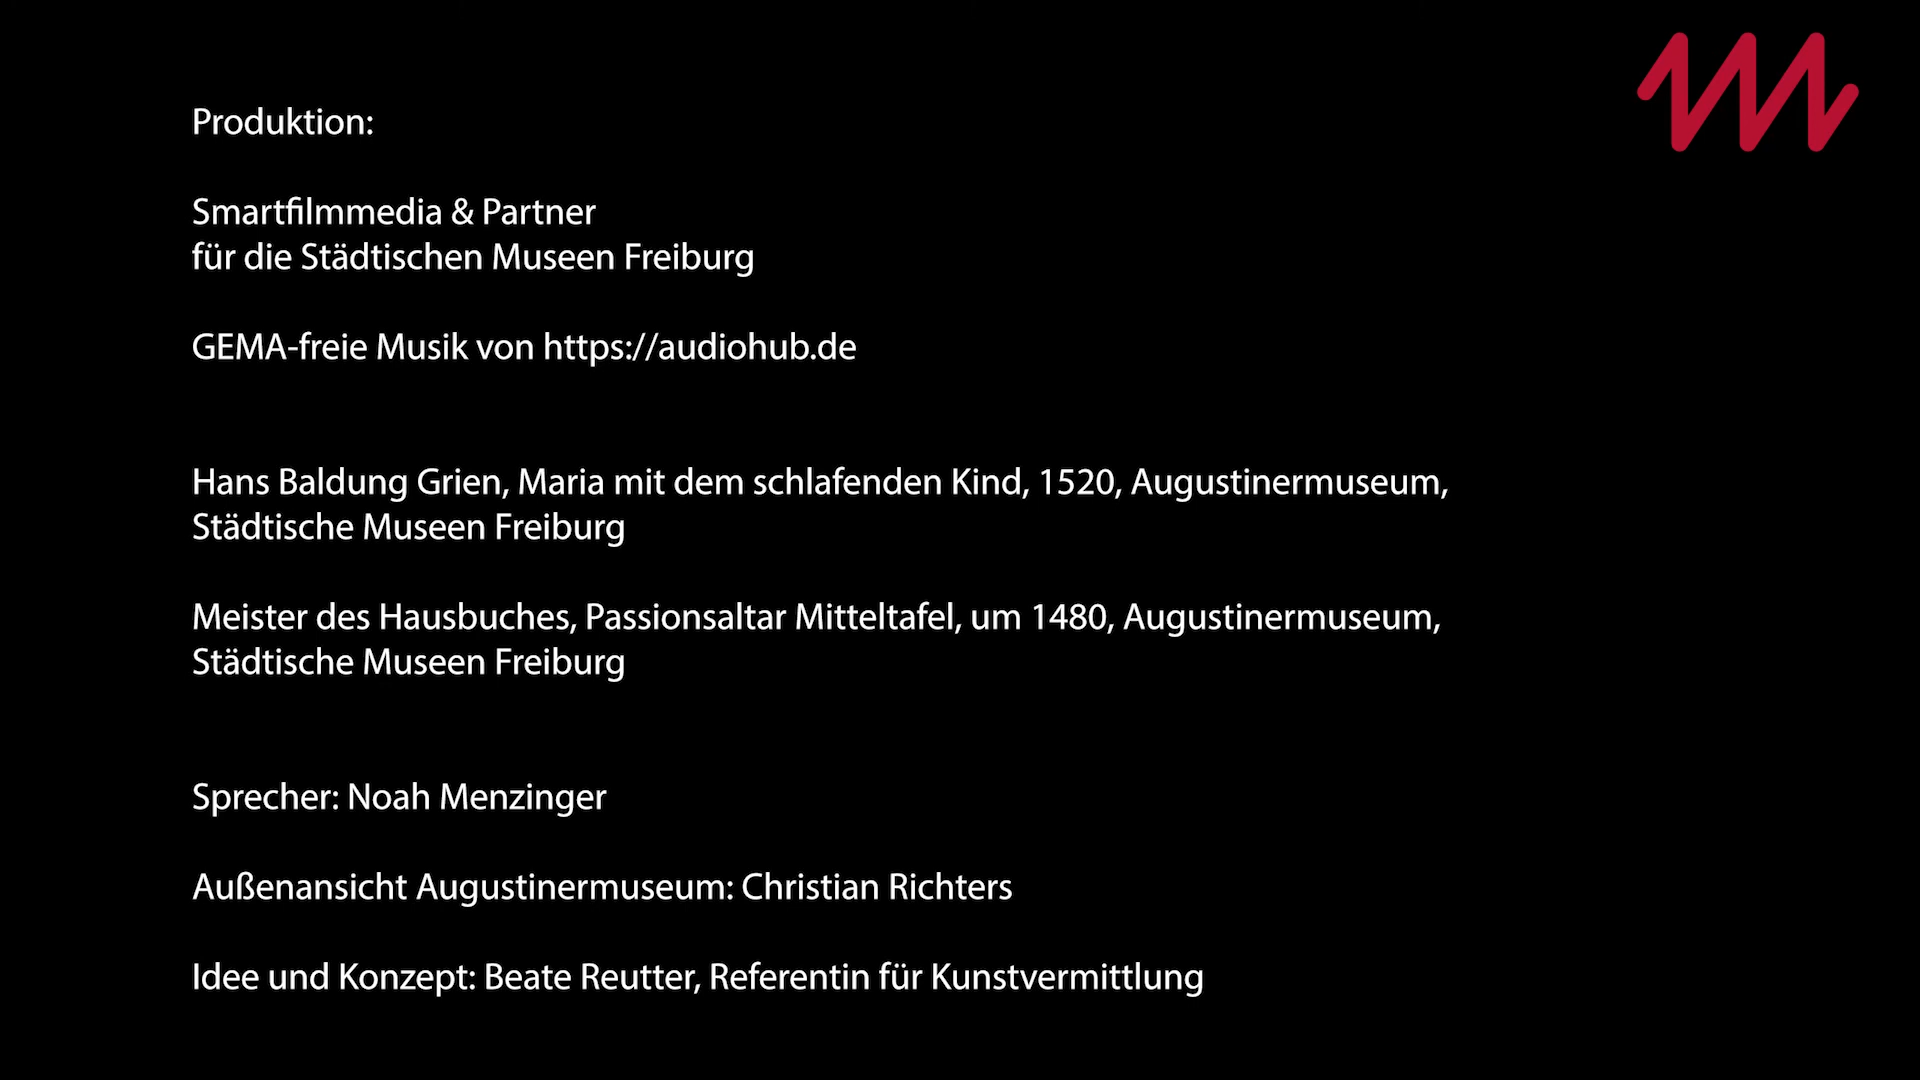 Produktion:
Smartfilmmedia & Partner
für die Städtischen Museen Freiburg
GEMA-freie Musik von https://audiohub.de
Hans Baldung Grien, Maria mit dem schlafenden Kind, 1520, Augustinermuseum,
Städtische Museen Freiburg
Meister des Hausbuches, Passionsaltar Mitteltafel, um 1480, Augustinermuseum,
Städtische Museen Freiburg
Sprecher: Noah Menzinger
Außenansicht Augustinermuseum: Christian Richters
Idee und Konzept: Beate Reutter, Referentin für Kunstvermittlung